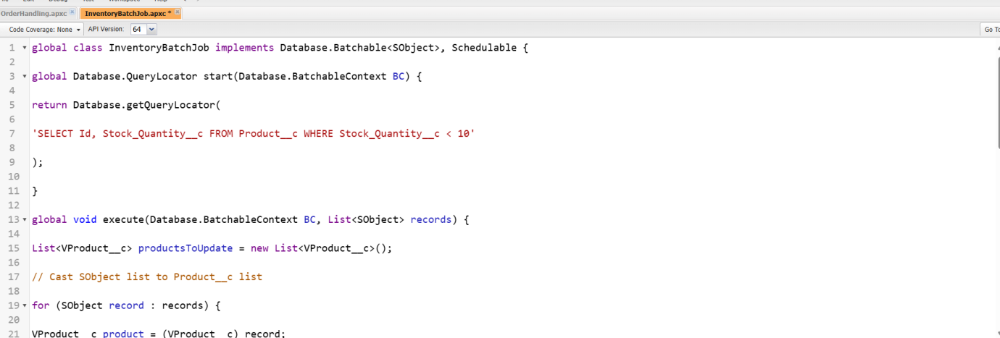 OrderHandling.apxc InventoryBatchJob.apxc *
Code Coverage: None API Version: 64 Go To
1 global class InventoryBatchJob implements Database.Batchable<SObject>, Schedulable {
2
3 global Database.QueryLocator start(Database.BatchableContext BC) {
4
5 return Database.getQueryLocator(
6
7 'SELECT Id, Stock_Quantity__c FROM Product__c WHERE Stock_Quantity__c < 10'
8
9 );
10
11 }
12
13 global void execute(Database.BatchableContext BC, List<SObject> records) {
14
15 List<VProduct__c> productsToUpdate = new List<VProduct__c>();
16
17 // Cast SObject list to Product__c list
18
19 for (SObject record : records) {
20
21 VProduct__c product = (VProduct__c) record;